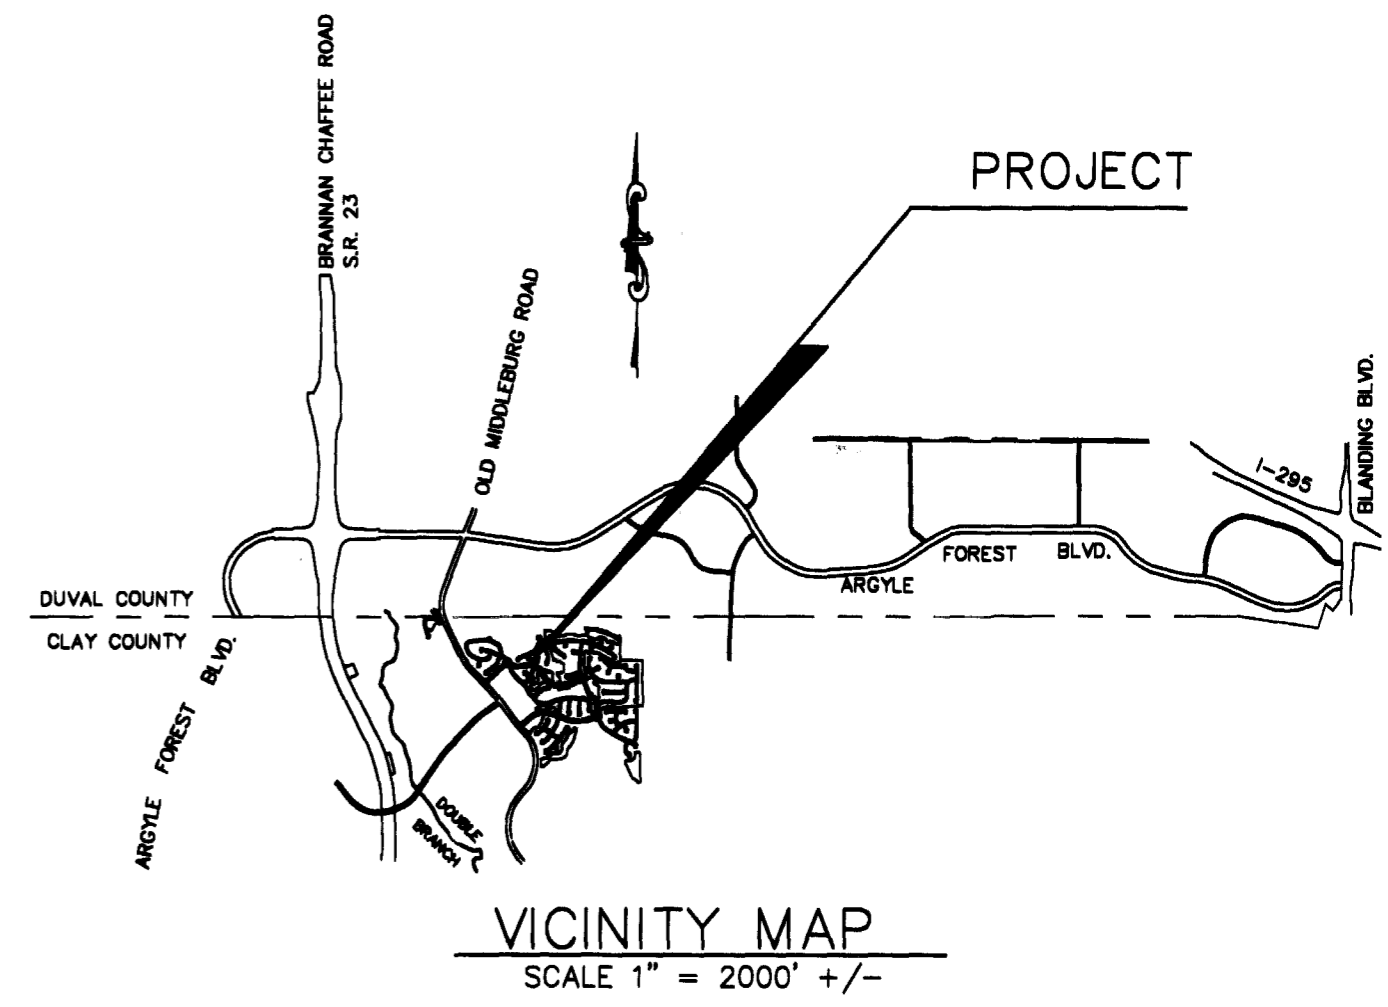 BRANNAN CHAFFEE ROAD
S.R. 23
PROJECT
OLD MIDDLEBURG ROAD
BLANDING BLVD.
I-295
FOREST BLVD.
ARGYLE
DUVAL COUNTY
CLAY COUNTY
ARGYLE FOREST BLVD.
DOUBLE
BRANCH
VICINITY MAP
SCALE 1" = 2000' +/-